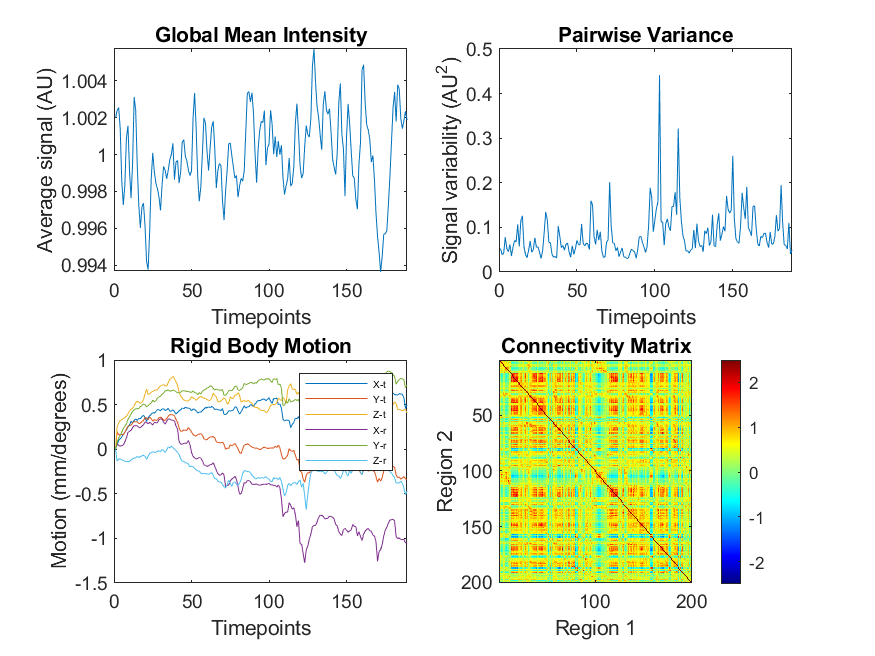 Global Mean Intensity
Average signal (AU)
1.004
1.002
1
0.998
0.996
0.994
0
50
100
150
Timepoints
Pairwise Variance
Signal variability (AU²)
0.5
0.4
0.3
0.2
0.1
0
0
50
100
150
Timepoints
Rigid Body Motion
Motion (mm/degrees)
1
0.5
0
-0.5
-1
-1.5
0
50
100
150
Timepoints
X-t
Y-t
Z-t
X-r
Y-r
Z-r
Connectivity Matrix
Region 2
50
100
150
200
100
200
Region 1
2
1
0
-1
-2